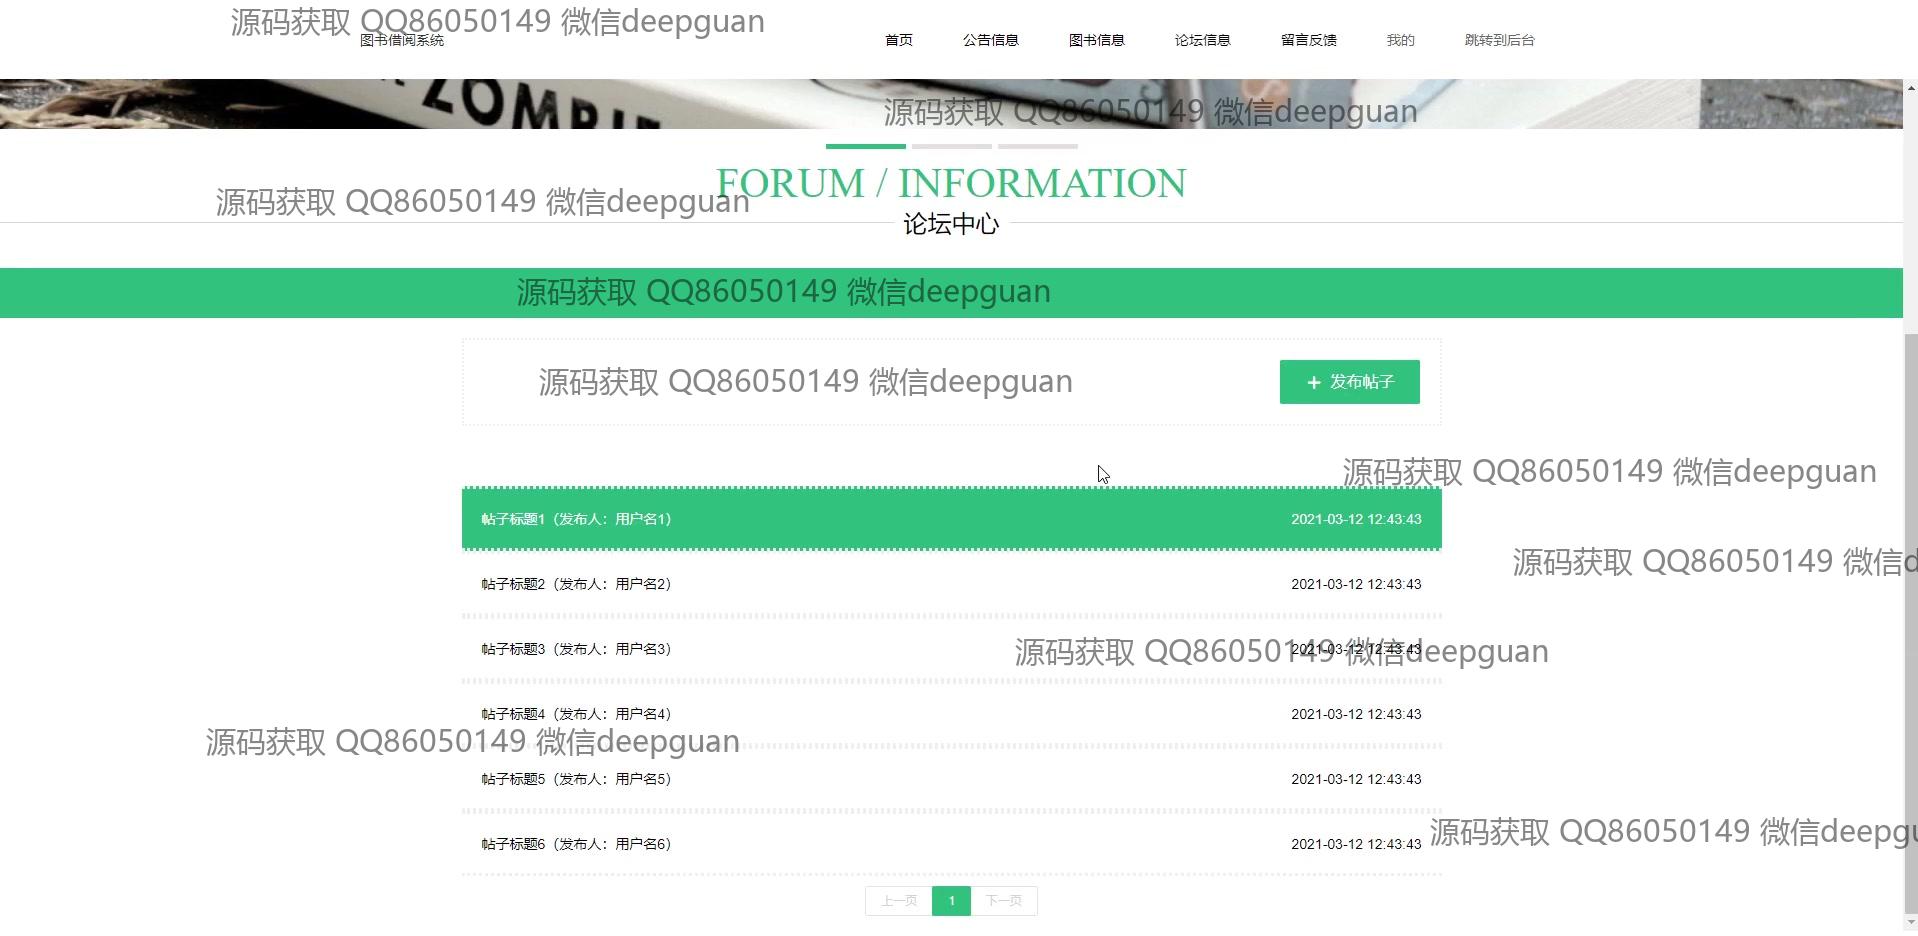 源码获取 QQ86050149 微信deepguan
图书借阅系统
首页 公告信息 图书信息 论坛信息 留言反馈 我的 跳转到后台
ZOMBIE
源码获取 QQ86050149 微信deepguan
FORUM / INFORMATION
源码获取 QQ86050149 微信deepguan
论坛中心
源码获取 QQ86050149 微信deepguan
源码获取 QQ86050149 微信deepguan
+ 发布帖子
源码获取 QQ86050149 微信deepguan
帖子标题1（发布人：用户名1） 2021-03-12 12:43:43
源码获取 QQ86050149 微信d
帖子标题2（发布人：用户名2） 2021-03-12 12:43:43
帖子标题3（发布人：用户名3） 2021-03-12 12:43:43
源码获取 QQ86050149 微信deepguan
帖子标题4（发布人：用户名4） 2021-03-12 12:43:43
源码获取 QQ86050149 微信deepguan
帖子标题5（发布人：用户名5） 2021-03-12 12:43:43
源码获取 QQ86050149 微信deepgu
帖子标题6（发布人：用户名6） 2021-03-12 12:43:43
上一页 1 下一页